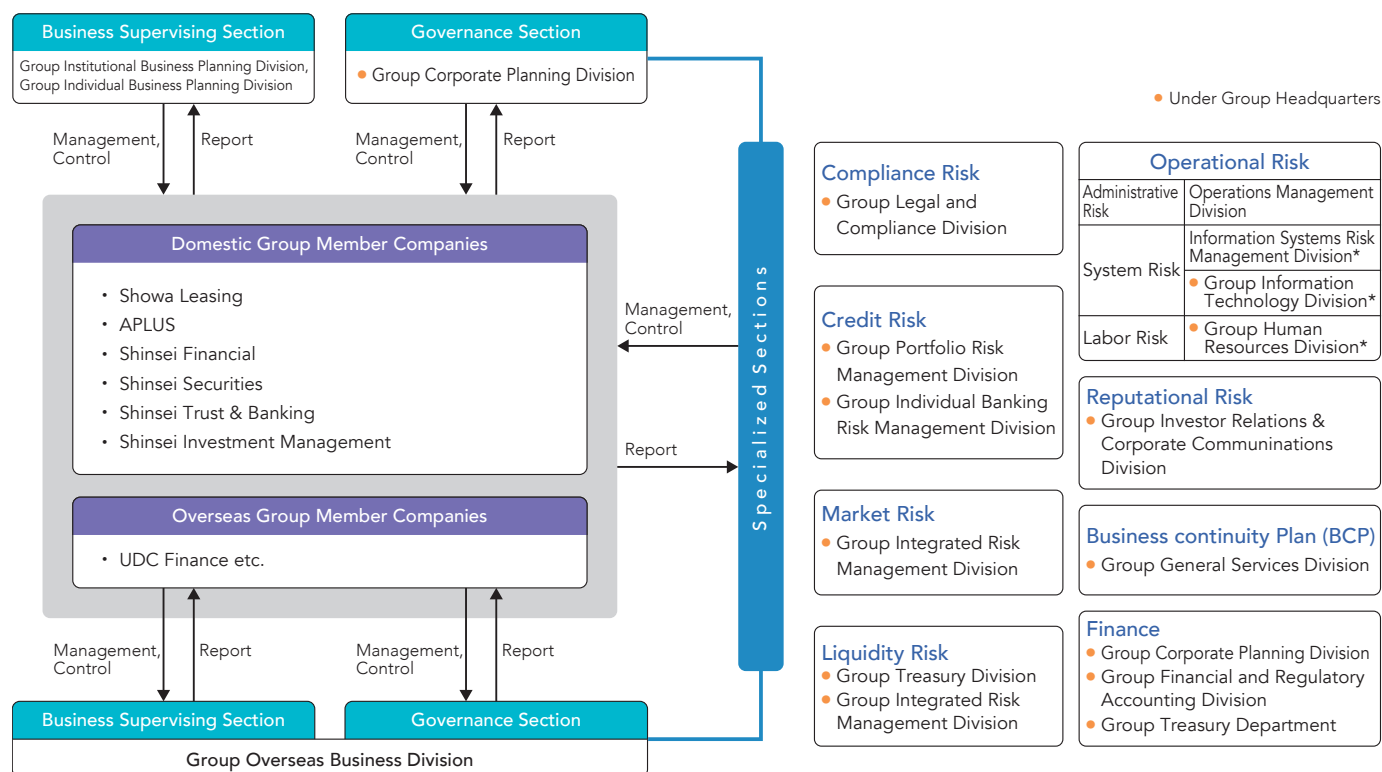 Business Supervising Section
Group Institutional Business Planning Division,
Group Individual Business Planning Division
Governance Section
• Group Corporate Planning Division
• Under Group Headquarters
Management,
Control
Report
Management,
Control
Report
Domestic Group Member Companies
・ Showa Leasing
・ APLUS
・ Shinsei Financial
・ Shinsei Securities
・ Shinsei Trust & Banking
・ Shinsei Investment Management
Overseas Group Member Companies
・ UDC Finance etc.
Management,
Control
Report
Management,
Control
Report
Management,
Control
Report
Business Supervising Section
Governance Section
Group Overseas Business Division
Specialized Sections
Compliance Risk
• Group Legal and
Compliance Division
Credit Risk
• Group Portfolio Risk
Management Division
• Group Individual Banking
Risk Management Division
Market Risk
• Group Integrated Risk
Management Division
Liquidity Risk
• Group Treasury Division
• Group Integrated Risk
Management Division
Operational Risk
Administrative
Risk
Operations Management
Division
System Risk
Information Systems Risk
Management Division*
• Group Information
Technology Division*
Labor Risk
• Group Human
Resources Division*
Reputational Risk
• Group Investor Relations &
Corporate Communinations
Division
Business continuity Plan (BCP)
• Group General Services Division
Finance
• Group Corporate Planning Division
• Group Financial and Regulatory
Accounting Division
• Group Treasury Department